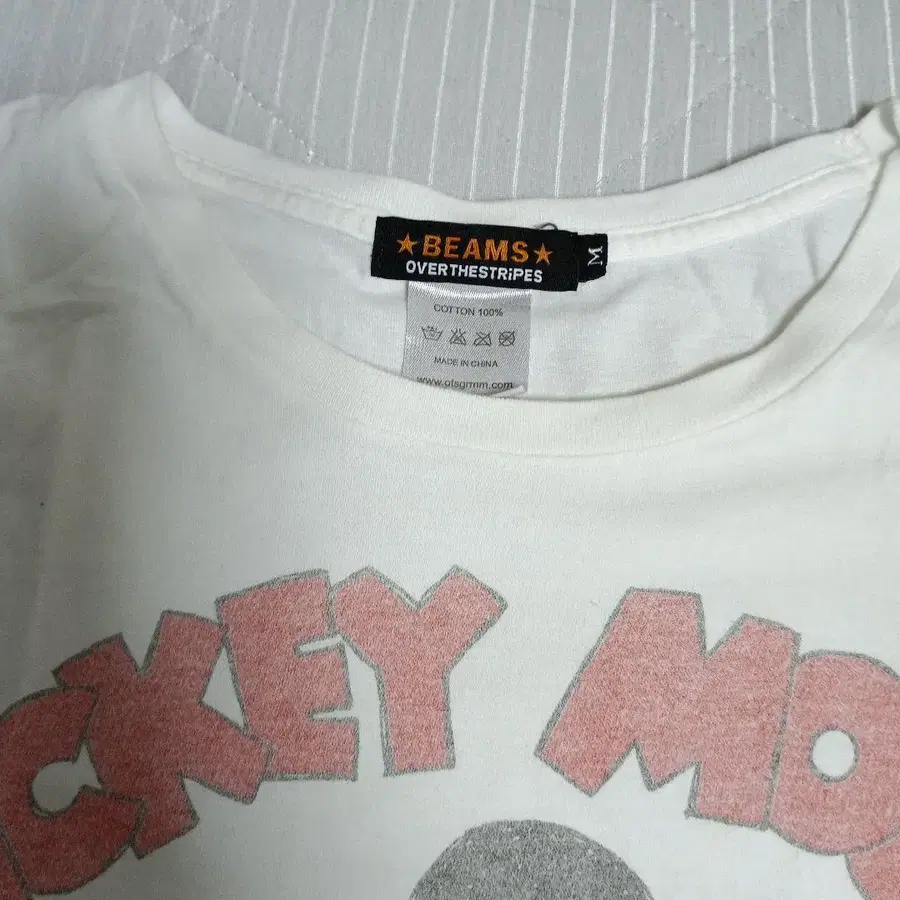 ★BEAMS★
OVERTHESTRiPES
M
COTTON 100%
MADE IN CHINA
www.otsgmm.com
CKEY MO